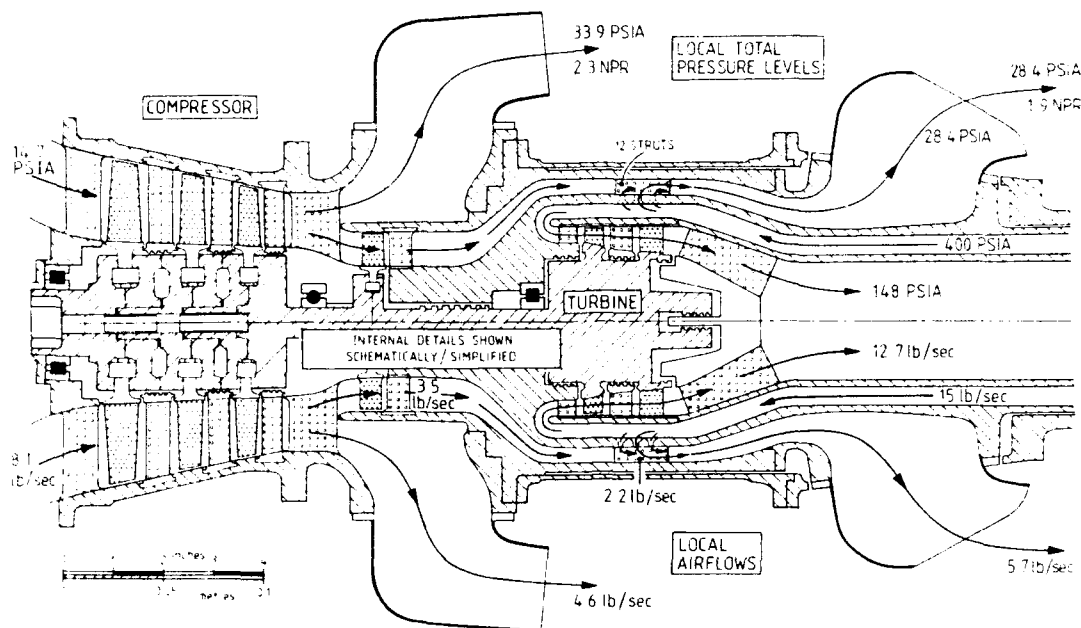 33.9 PSIA
2.3 NPR
LOCAL TOTAL
PRESSURE LEVELS
28.4 PSIA
1.9 NPR
COMPRESSOR
28.4 PSIA
12 STRUTS
PSIA
400 PSIA
148 PSIA
TURBINE
INTERNAL DETAILS SHOWN
SCHEMATICALLY/SIMPLIFIED
12.7 lb/sec
3.5
lb/sec
15 lb/sec
8.1
lb/sec
2.2 lb/sec
LOCAL
AIRFLOWS
inches
metres
4.6 lb/sec
5.7 lb/sec